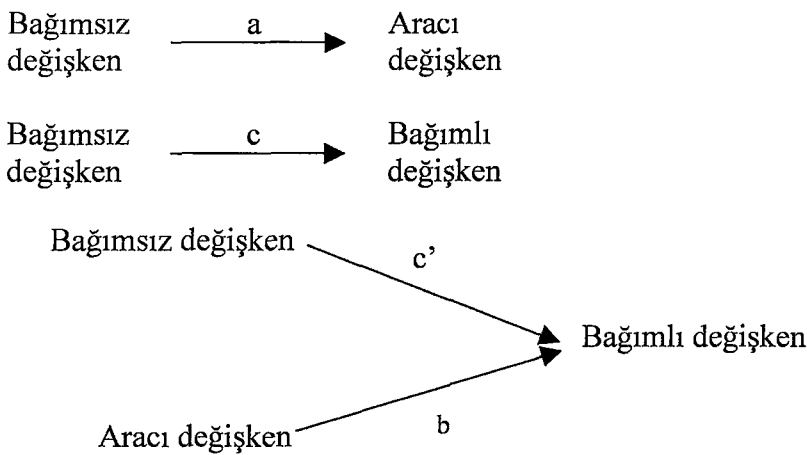 Bağımsız değişken
a
Aracı değişken
Bağımsız değişken
c
Bağımlı değişken
Bağımsız değişken
c’
Bağımlı değişken
Aracı değişken
b